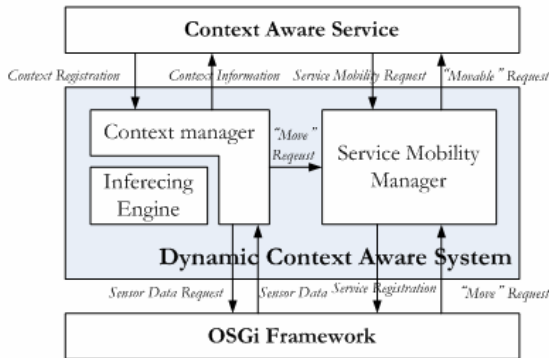 Context Aware Service
Context Registration
Context Information
Service Mobility Request
"Movable" Request
Context manager
"Move"
Reqeust
Service Mobility
Manager
Inferecing
Engine
Dynamic Context Aware System
Sensor Data Request
Sensor Data
Service Registration
"Move" Request
OSGi Framework